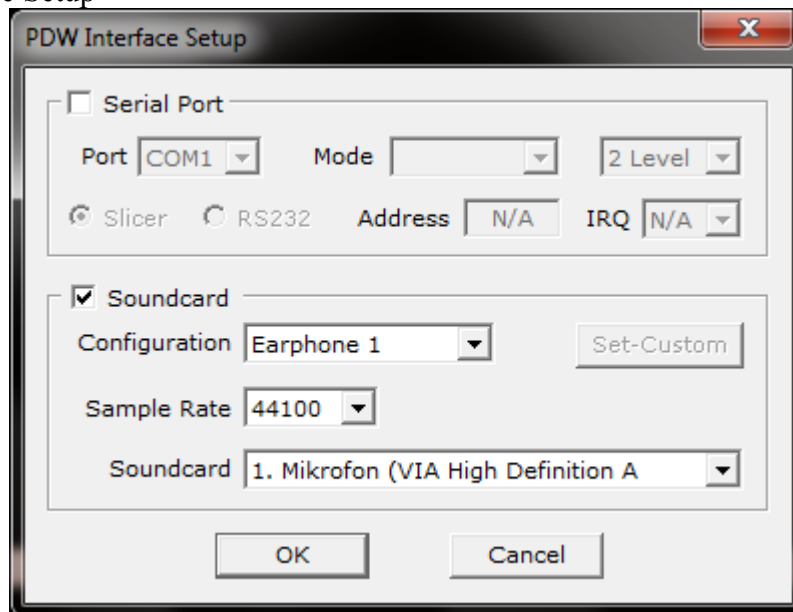 e Setup
PDW Interface Setup
Serial Port
Port COM1 Mode 2 Level
Slicer RS232 Address N/A IRQ N/A
Soundcard
Configuration Earphone 1 Set-Custom
Sample Rate 44100
Soundcard 1. Mikrofon (VIA High Definition A
OK Cancel